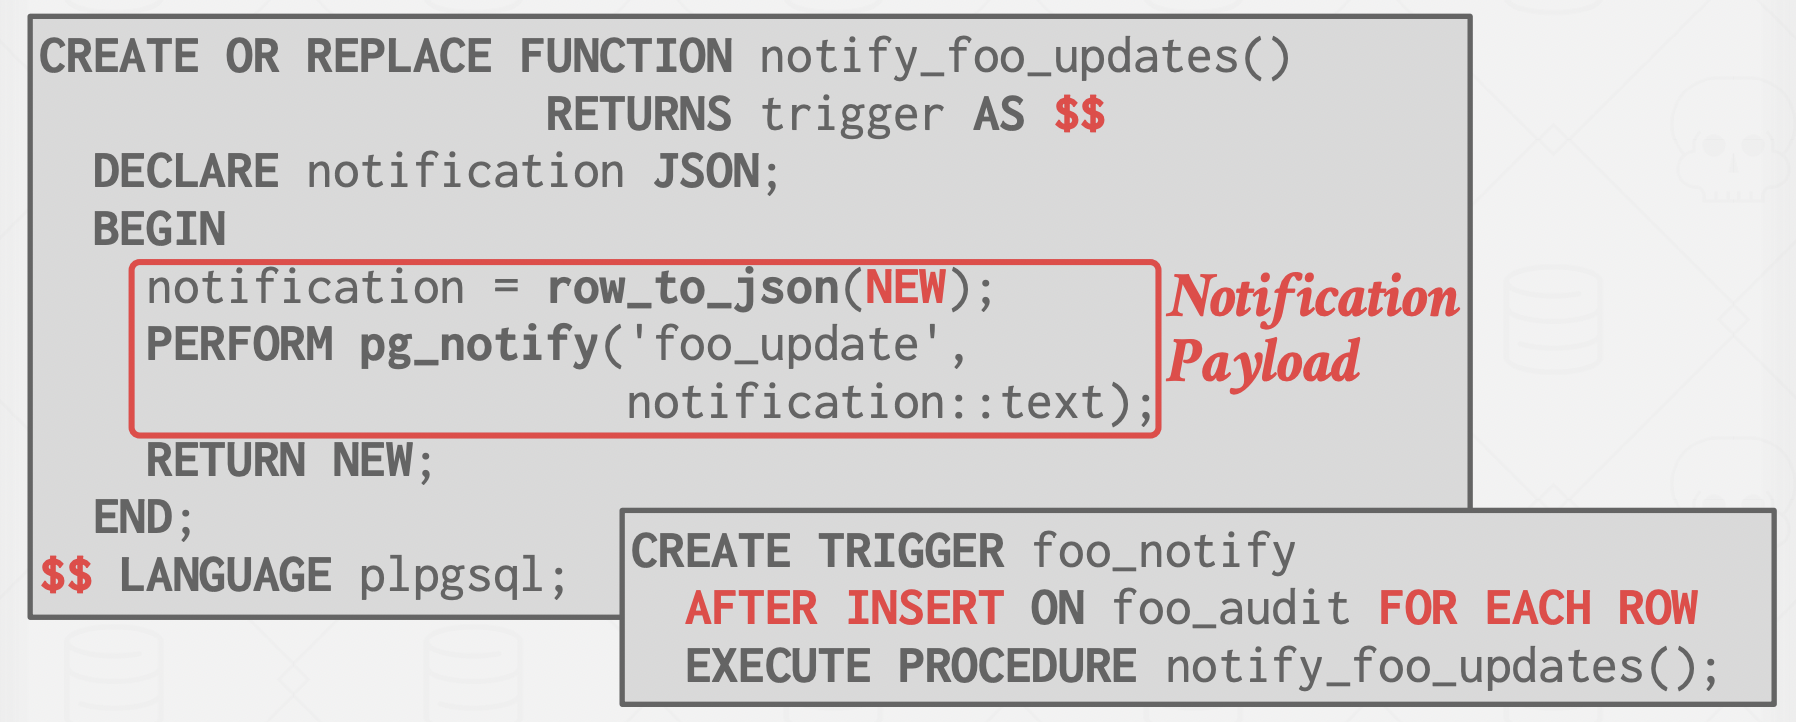 CREATE OR REPLACE FUNCTION notify_foo_updates()
RETURNS trigger AS $$
DECLARE notification JSON;
BEGIN
notification = row_to_json(NEW);
PERFORM pg_notify('foo_update',
notification::text);
Notification
Payload
RETURN NEW;
END;
$$ LANGUAGE plpgsql;
CREATE TRIGGER foo_notify
AFTER INSERT ON foo_audit FOR EACH ROW
EXECUTE PROCEDURE notify_foo_updates();